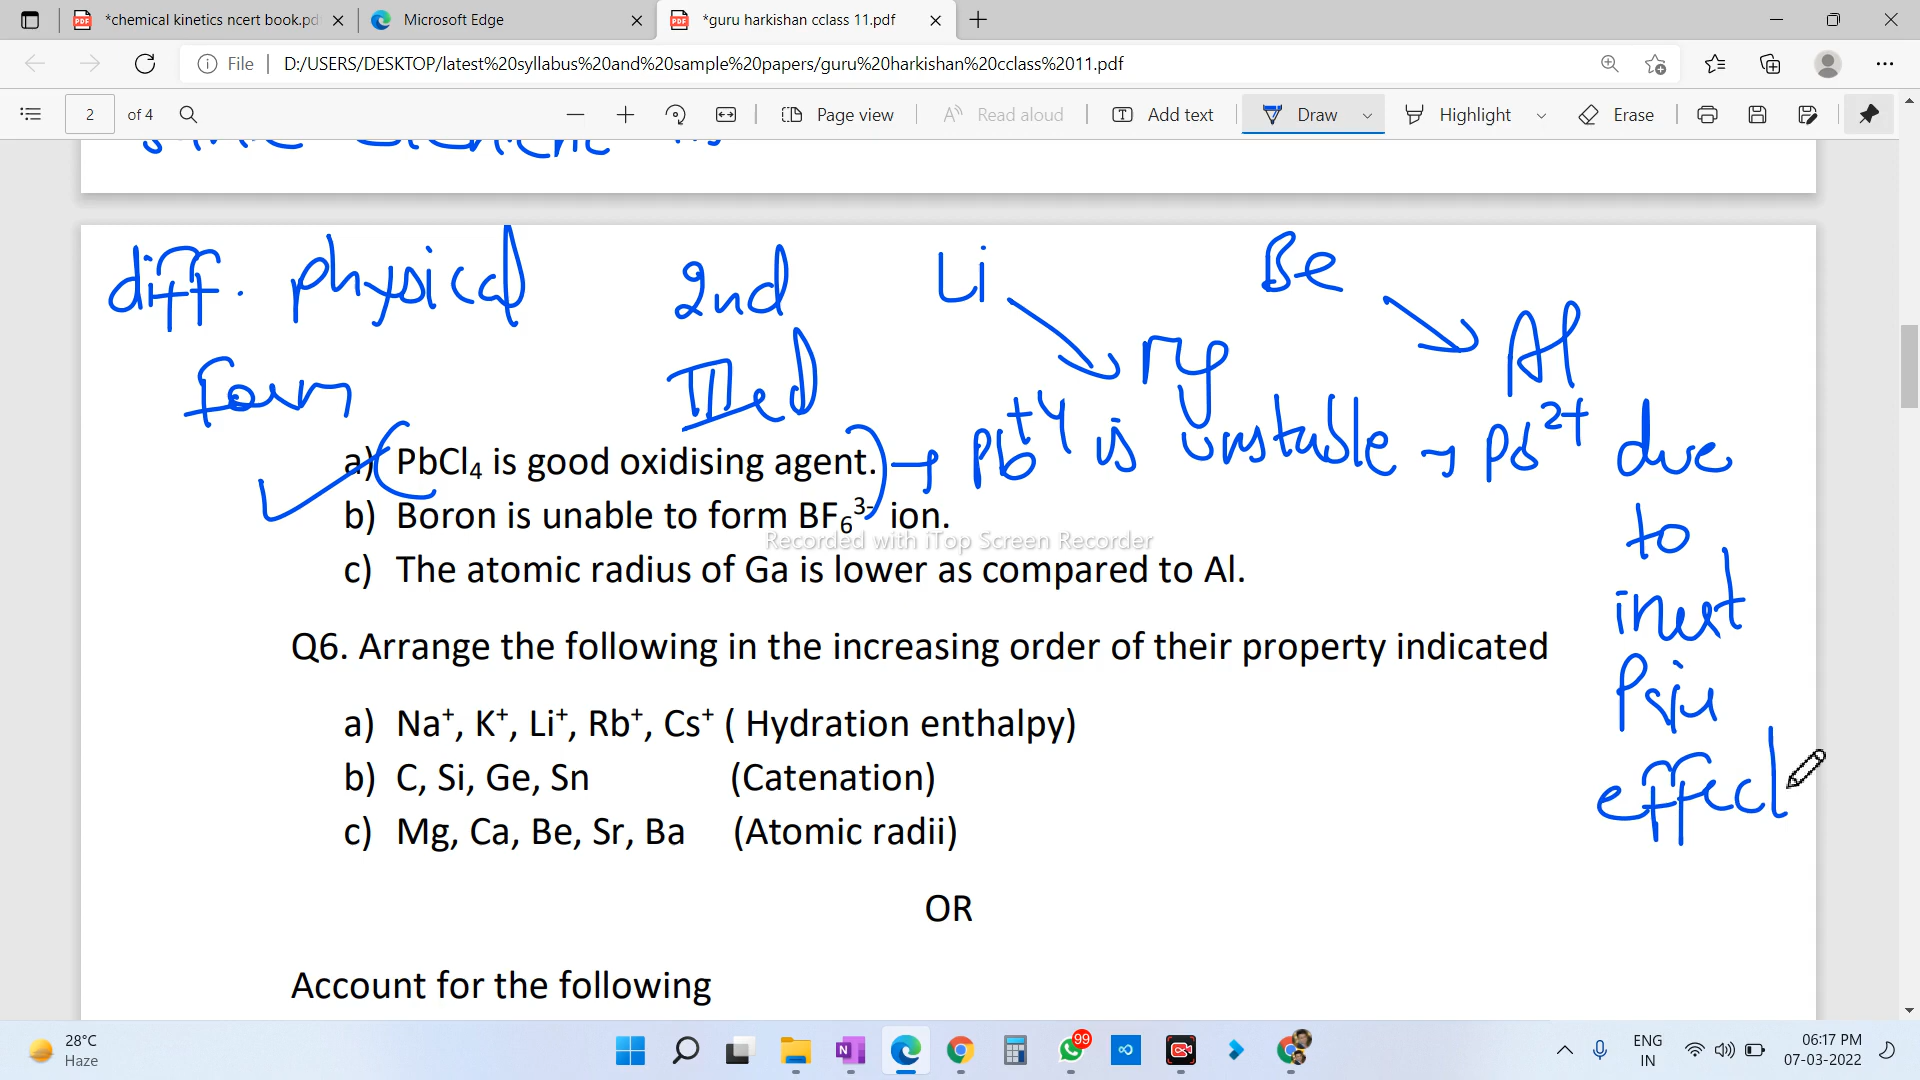 *chemical kinetics ncert book.pd
Microsoft Edge
*guru harkishan cclass 11.pdf
File
D:/USERS/DESKTOP/latest%20syllabus%20and%20sample%20papers/guru%20harkishan%20cclass%2011.pdf
2 of 4
Page view
Read aloud
Add text
Draw
Highlight
Erase
diff. physical 2nd Li Be
form IIIed Mg Al
a) PbCl₄ is good oxidising agent. → Pb⁺⁴ is unstable → Pb²⁺ due
b) Boron is unable to form BF₆³⁻ ion.
to
Recorded with iTop Screen Recorder
c) The atomic radius of Ga is lower as compared to Al.
inert
Q6. Arrange the following in the increasing order of their property indicated
Pair
a) Na⁺, K⁺, Li⁺, Rb⁺, Cs⁺ ( Hydration enthalpy)
b) C, Si, Ge, Sn (Catenation)
effect
c) Mg, Ca, Be, Sr, Ba (Atomic radii)
OR
Account for the following
28°C
Haze
99
ENG
IN
06:17 PM
07-03-2022